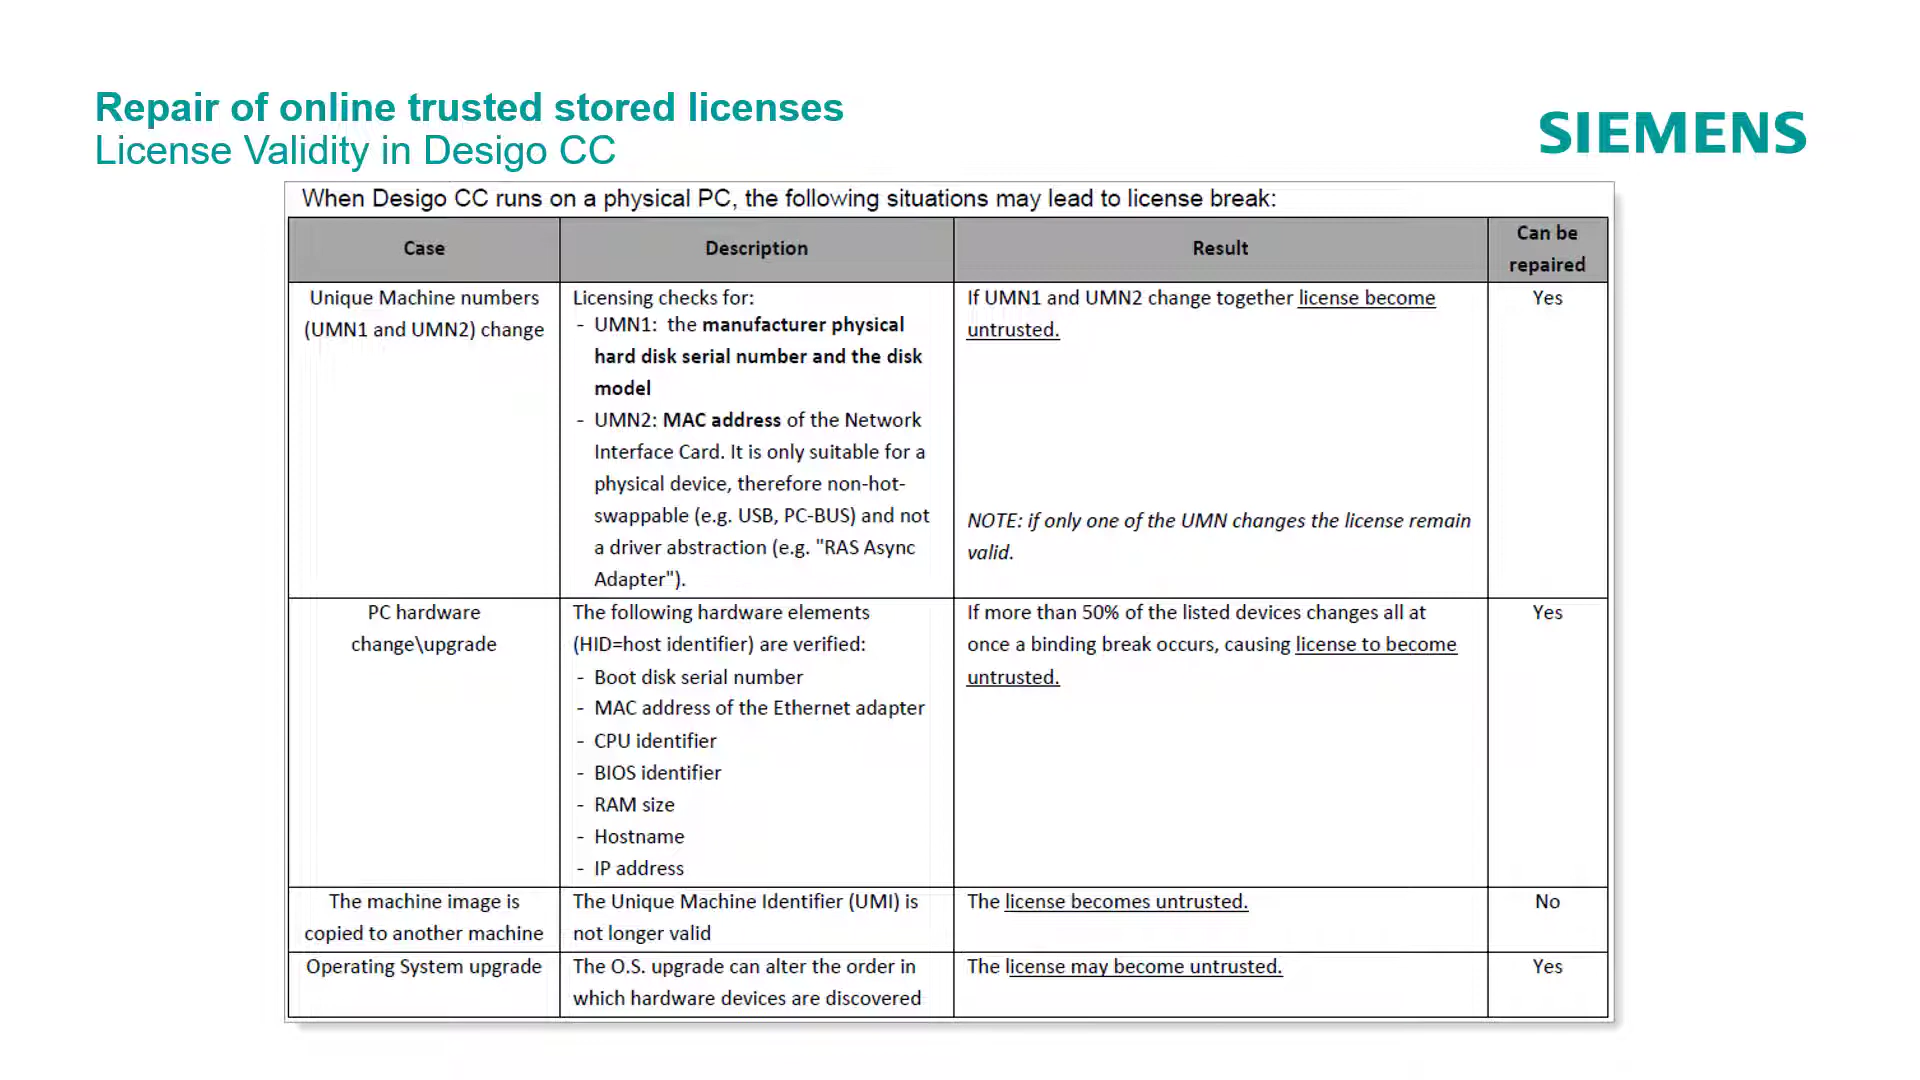 Repair of online trusted stored licenses
License Validity in Desigo CC
SIEMENS
When Desigo CC runs on a physical PC, the following situations may lead to license break:
Case
Description
Result
Can be
repaired
Unique Machine numbers
(UMN1 and UMN2) change
Licensing checks for:
- UMN1: the manufacturer physical
hard disk serial number and the disk
model
- UMN2: MAC address of the Network
Interface Card. It is only suitable for a
physical device, therefore non-hot-
swappable (e.g. USB, PC-BUS) and not
a driver abstraction (e.g. "RAS Async
Adapter").
If UMN1 and UMN2 change together license become
untrusted.
NOTE: if only one of the UMN changes the license remain
valid.
Yes
PC hardware
change\upgrade
The following hardware elements
(HID=host identifier) are verified:
- Boot disk serial number
- MAC address of the Ethernet adapter
- CPU identifier
- BIOS identifier
- RAM size
- Hostname
- IP address
If more than 50% of the listed devices changes all at
once a binding break occurs, causing license to become
untrusted.
Yes
The machine image is
copied to another machine
The Unique Machine Identifier (UMI) is
not longer valid
The license becomes untrusted.
No
Operating System upgrade
The O.S. upgrade can alter the order in
which hardware devices are discovered
The license may become untrusted.
Yes